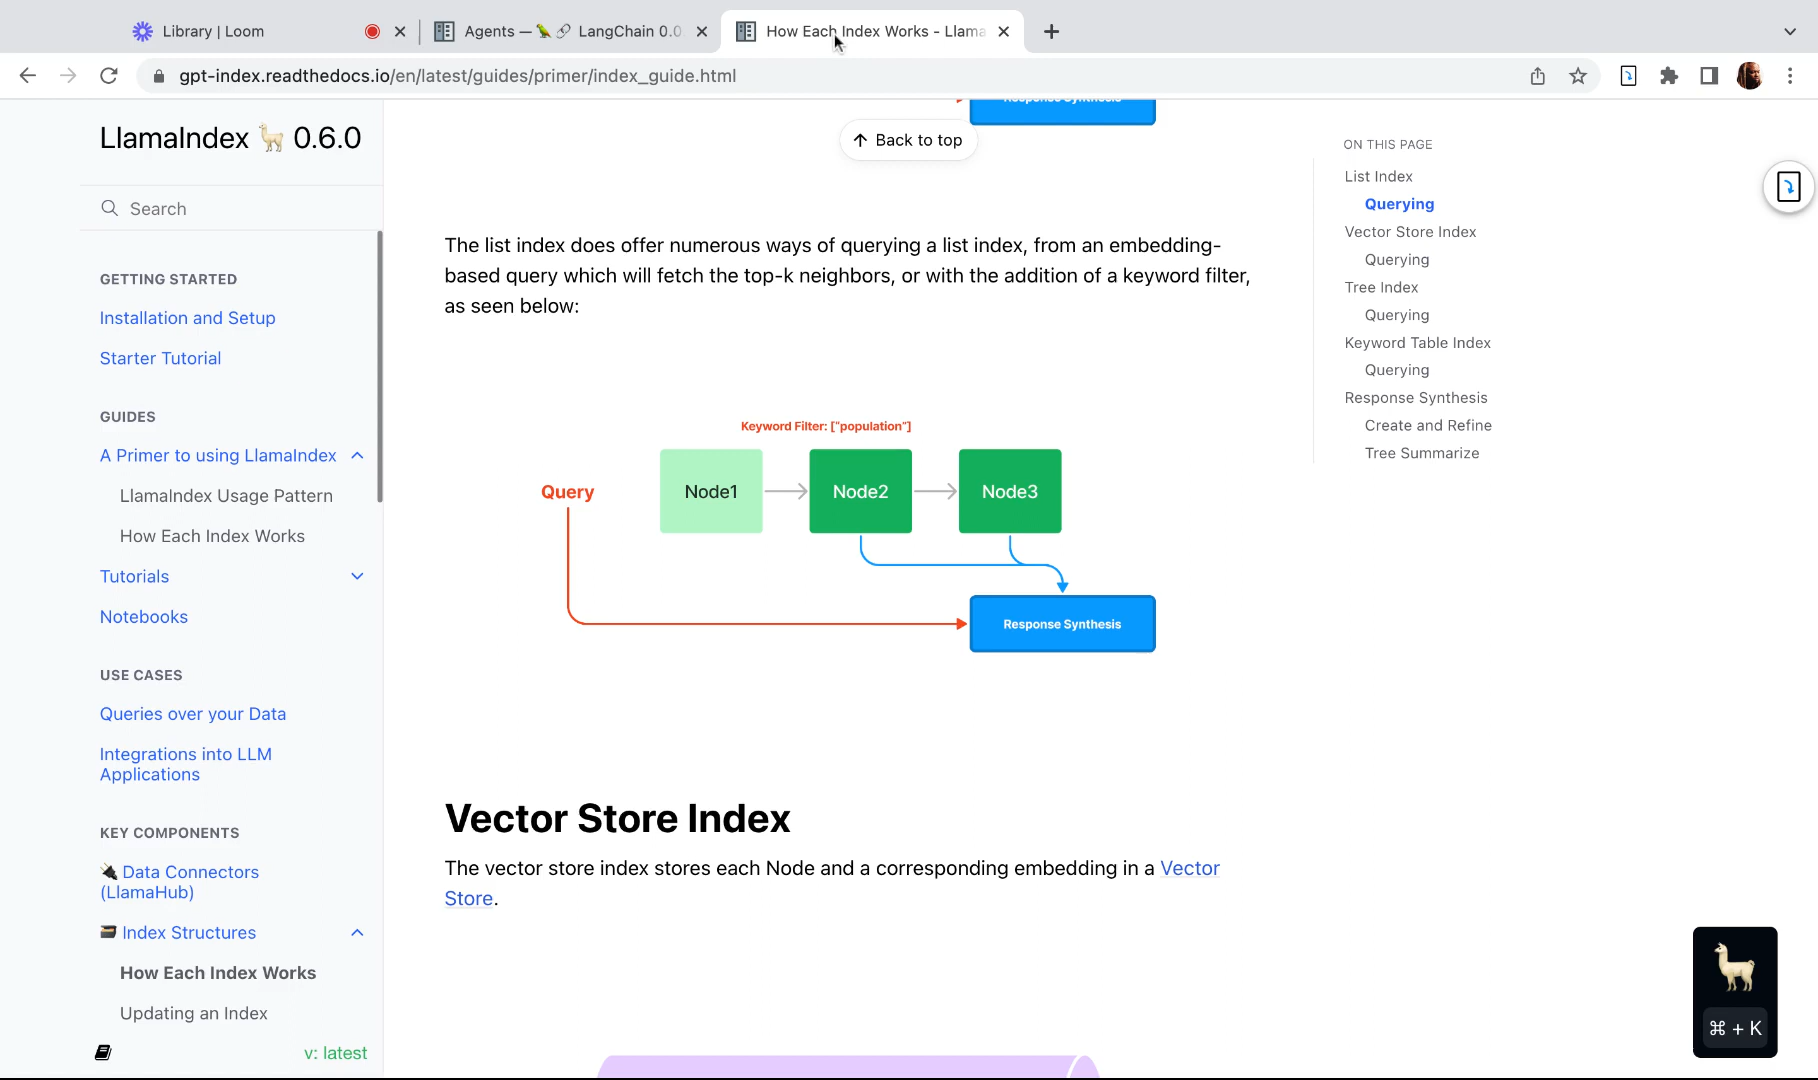 Library | Loom
Agents — 🦜🔗 LangChain 0.0
How Each Index Works - Llama
gpt-index.readthedocs.io/en/latest/guides/primer/index_guide.html
LlamaIndex 🦙 0.6.0
Search
GETTING STARTED
Installation and Setup
Starter Tutorial
GUIDES
A Primer to using LlamaIndex
LlamaIndex Usage Pattern
How Each Index Works
Tutorials
Notebooks
USE CASES
Queries over your Data
Integrations into LLM
Applications
KEY COMPONENTS
🔌 Data Connectors
(LlamaHub)
🗃️ Index Structures
How Each Index Works
Updating an Index
v: latest
Response Synthesis
Back to top
The list index does offer numerous ways of querying a list index, from an embedding-
based query which will fetch the top-k neighbors, or with the addition of a keyword filter,
as seen below:
Keyword Filter: ["population"]
Query
Node1
Node2
Node3
Response Synthesis
Vector Store Index
The vector store index stores each Node and a corresponding embedding in a Vector
Store.
ON THIS PAGE
List Index
Querying
Vector Store Index
Querying
Tree Index
Querying
Keyword Table Index
Querying
Response Synthesis
Create and Refine
Tree Summarize
⌘ + K